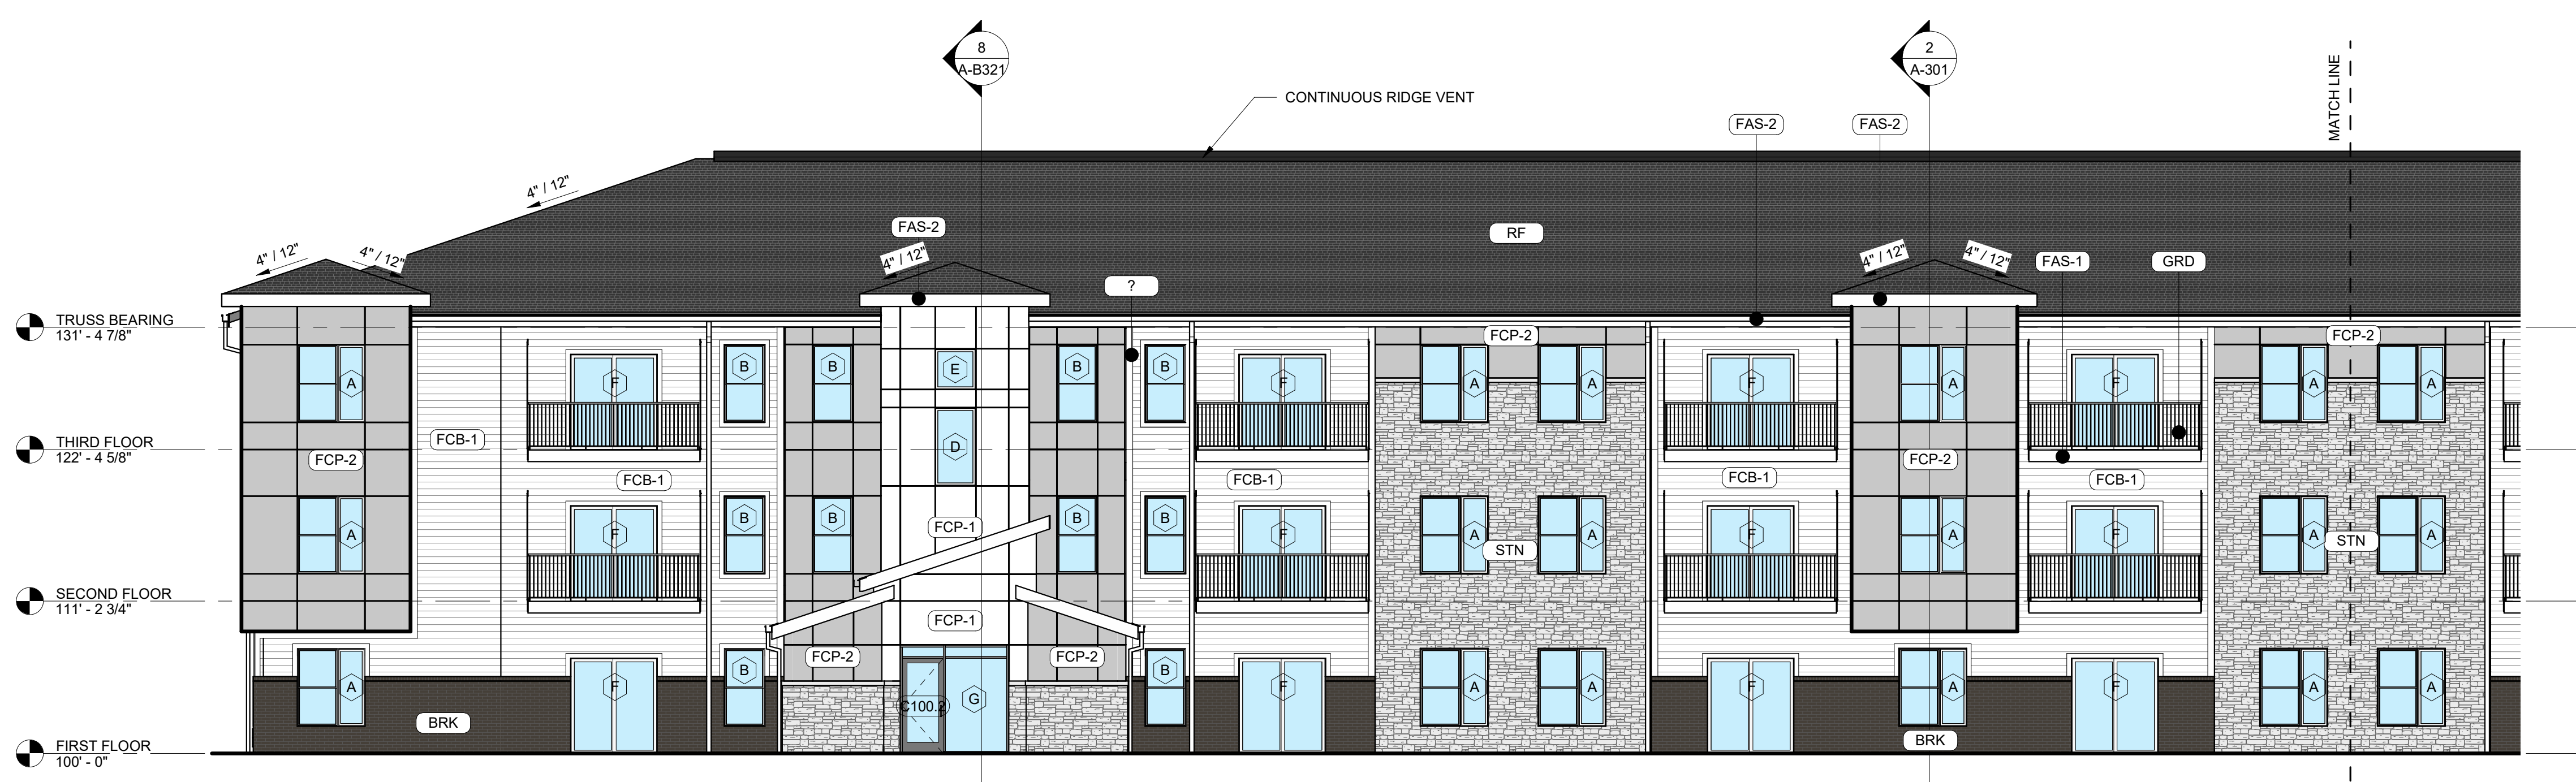 8
A-B321
2
A-301
MATCH LINE
CONTINUOUS RIDGE VENT
FAS-2
FAS-2
4" / 12"
FAS-2
RF
4" / 12"
4" / 12"
4" / 12"
4" / 12"
4" / 12"
FAS-1
GRD
?
TRUSS BEARING
131' - 4 7/8"
FCP-2
FCP-2
A
F
B
B
E
B
B
F
A
A
F
A
F
A
A
THIRD FLOOR
122' - 4 5/8"
FCB-1
FCP-2
D
FCP-2
FCB-1
FCB-1
FCB-1
FCB-1
A
F
B
B
FCP-1
B
B
F
A
A
F
A
F
A
A
STN
STN
SECOND FLOOR
111' - 2 3/4"
FCP-1
FCP-2
FCP-2
A
F
B
C100.2
G
B
F
A
A
F
A
F
A
A
BRK
BRK
FIRST FLOOR
100' - 0"